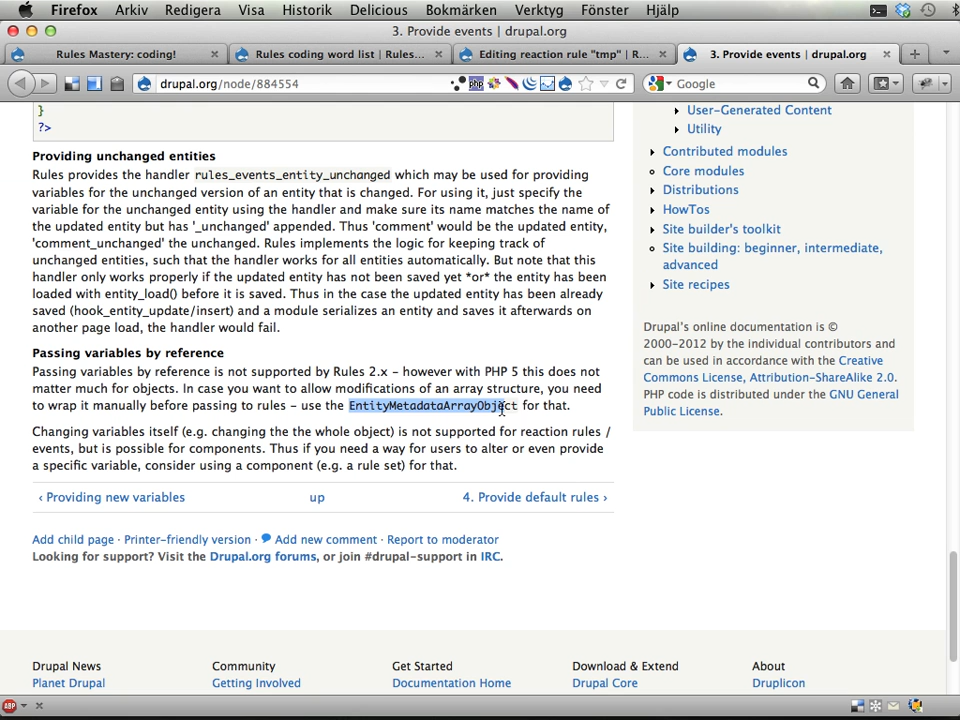 Firefox Arkiv Redigera Visa Historik Delicious Bokmärken Verktyg Fönster Hjälp
3. Provide events | drupal.org
Rules Mastery: coding!
Rules coding word list | Rules...
Editing reaction rule "tmp" | R...
3. Provide events | drupal.org
drupal.org/node/884554
Google
}
?>
Providing unchanged entities
Rules provides the handler rules_events_entity_unchanged which may be used for providing
variables for the unchanged version of an entity that is changed. For using it, just specify the
variable for the unchanged entity using the handler and make sure its name matches the name of
the updated entity but has '_unchanged' appended. Thus 'comment' would be the updated entity,
'comment_unchanged' the unchanged. Rules implements the logic for keeping track of
unchanged entities, such that the handler works for all entities automatically. But note that this
handler only works properly if the updated entity has not been saved yet *or* the entity has been
loaded with entity_load() before it is saved. Thus in the case the updated entity has been already
saved (hook_entity_update/insert) and a module serializes an entity and saves it afterwards on
another page load, the handler would fail.
Passing variables by reference
Passing variables by reference is not supported by Rules 2.x - however with PHP 5 this does not
matter much for objects. In case you want to allow modifications of an array structure, you need
to wrap it manually before passing to rules - use the EntityMetadataArrayObject for that.
Changing variables itself (e.g. changing the the whole object) is not supported for reaction rules /
events, but is possible for components. Thus if you need a way for users to alter or even provide
a specific variable, consider using a component (e.g. a rule set) for that.
‹ Providing new variables up 4. Provide default rules ›
Add child page · Printer-friendly version · Add new comment · Report to moderator
Looking for support? Visit the Drupal.org forums, or join #drupal-support in IRC.
User-Generated Content
Utility
Contributed modules
Core modules
Distributions
HowTos
Site builder's toolkit
Site building: beginner, intermediate,
advanced
Site recipes
Drupal's online documentation is ©
2000-2012 by the individual contributors and
can be used in accordance with the Creative
Commons License, Attribution-ShareAlike 2.0.
PHP code is distributed under the GNU General
Public License.
Drupal News Community Get Started Download & Extend About
Planet Drupal Getting Involved Documentation Home Drupal Core Druplicon
ABP